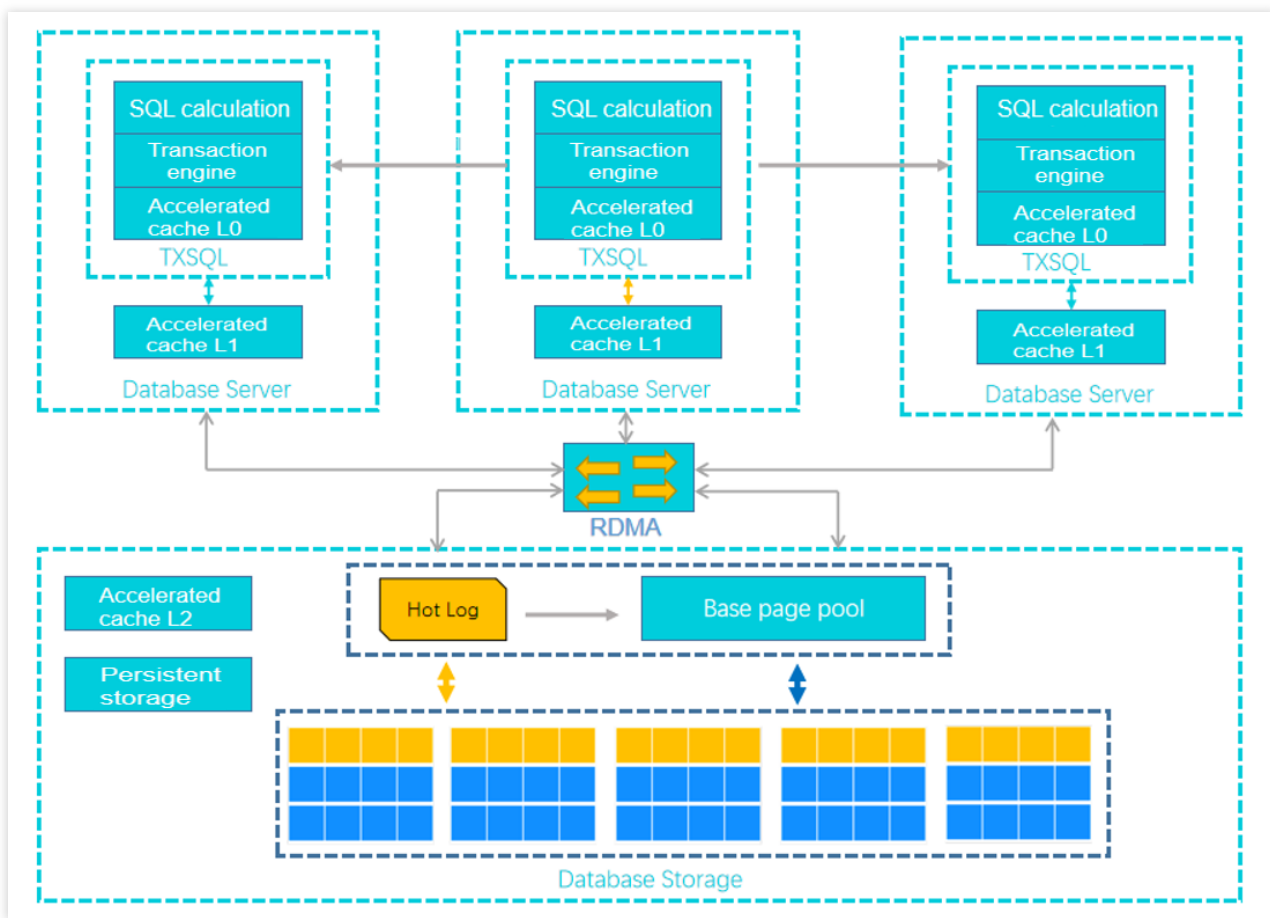 SQL calculation
Transaction
engine
Accelerated
cache L0
TXSQL
Accelerated
cache L1
Database Server
SQL calculation
Transaction
engine
Accelerated
cache L0
TXSQL
Accelerated
cache L1
Database Server
SQL calculation
Transaction
engine
Accelerated
cache L0
TXSQL
Accelerated
cache L1
Database Server
RDMA
Accelerated
cache L2
Persistent
storage
Hot Log
Base page pool
Database Storage